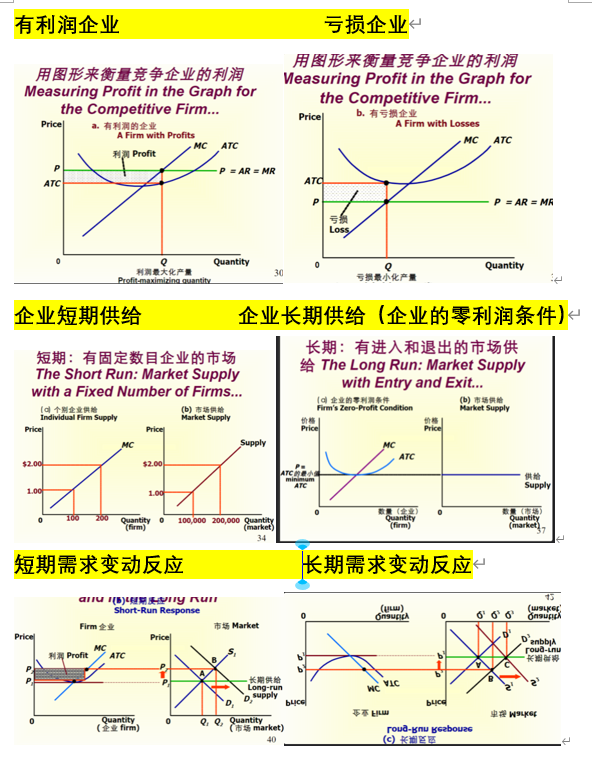 有利润企业 亏损企业
用图形来衡量竞争企业的利润
Measuring Profit in the Graph for
the Competitive Firm...
a. 有利润的企业
A Firm with Profits
Price
利润 Profit
MC
ATC
P
P = AR = MR
ATC
0
Q
Quantity
利润最大化产量
Profit-maximizing quantity
30
用图形来衡量竞争企业的利润
Measuring Profit in the Graph for
the Competitive Firm...
b. 有亏损企业
A Firm with Losses
Price
MC
ATC
ATC
P
P = AR = MR
亏损
Loss
0
Q
Quantity
亏损最小化产量
企业短期供给 企业长期供给（企业的零利润条件）
短期：有固定数目企业的市场
The Short Run: Market Supply
with a Fixed Number of Firms...
(a) 个别企业供给
Individual Firm Supply
Price
MC
$2.00
1.00
0
100
200
Quantity
(firm)
(b) 市场供给
Market Supply
Price
Supply
$2.00
1.00
0
100,000
200,000
Quantity
(market)
34
长期：有进入和退出的市场供
给 The Long Run: Market Supply
with Entry and Exit...
(a) 企业的零利润条件
Firm's Zero-Profit Condition
价格
Price
MC
ATC
P =
ATC的最小值
minimum
ATC
0
数量（企业）
Quantity
(firm)
(b) 市场供给
Market Supply
价格
Price
供给
Supply
0
数量（市场）
Quantity
(market)
37
短期需求变动反应 长期需求变动反应
and in the Long Run
(b) 短期反应
Short-Run Response
Firm 企业
Price
利润 Profit
MC
ATC
P2
P1
0
Quantity
(企业 firm)
市场 Market
Price
S1
B
A
P2
P1
长期供给
Long-run
supply
D2
D1
0
Q1
Q2
Quantity
(市场 market)
40
42
(firm)
Quantity
0
P1
MC
ATC
Price
企业 Firm
(market)
Quantity
0
Q1
Q2
Q3
D2
D1
supply
Long-run
长期供给
A
C
B
P2
P1
S1
S2
Price
市场 Market
Long-Run Response
(c) 长期反应